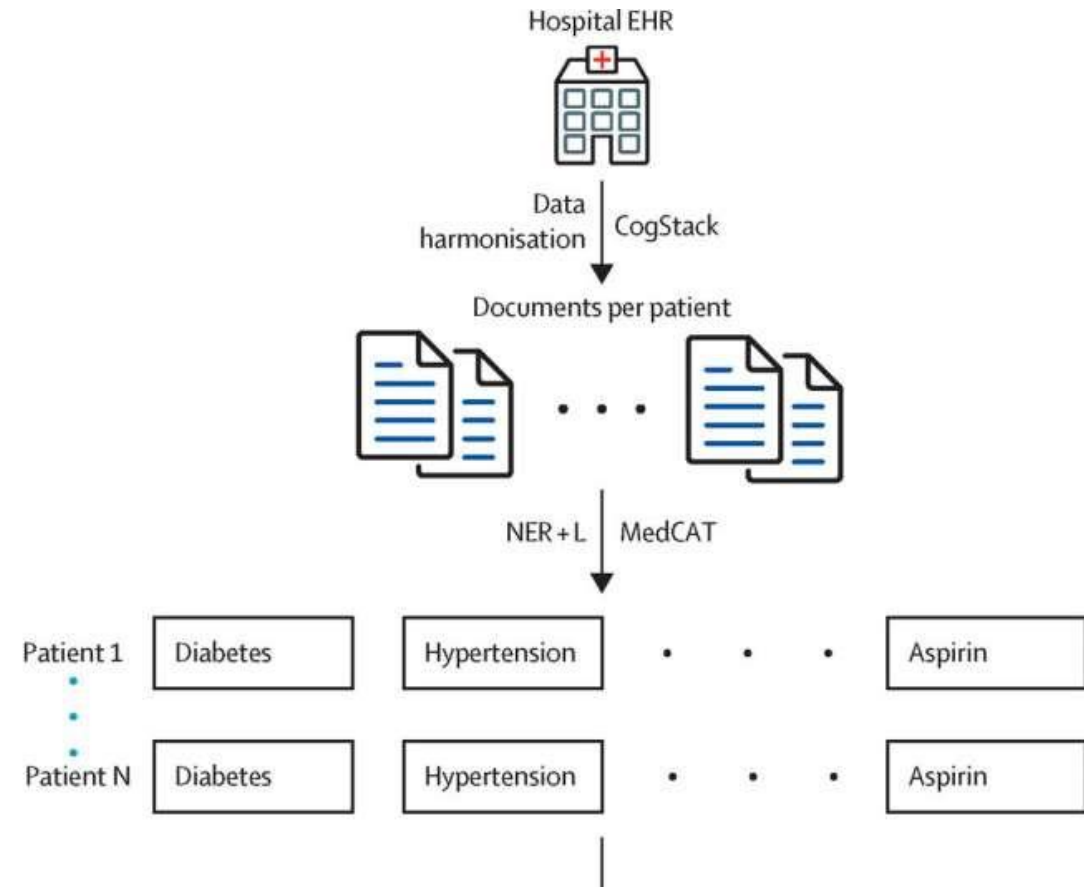 Hospital EHR
Data
harmonisation
CogStack
Documents per patient
NER + L
MedCAT
Patient 1
Diabetes
Hypertension
Aspirin
Patient N
Diabetes
Hypertension
Aspirin